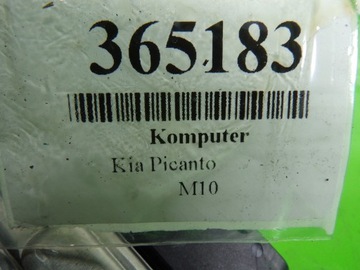 365183
Komputer
Kia Picanto
M10